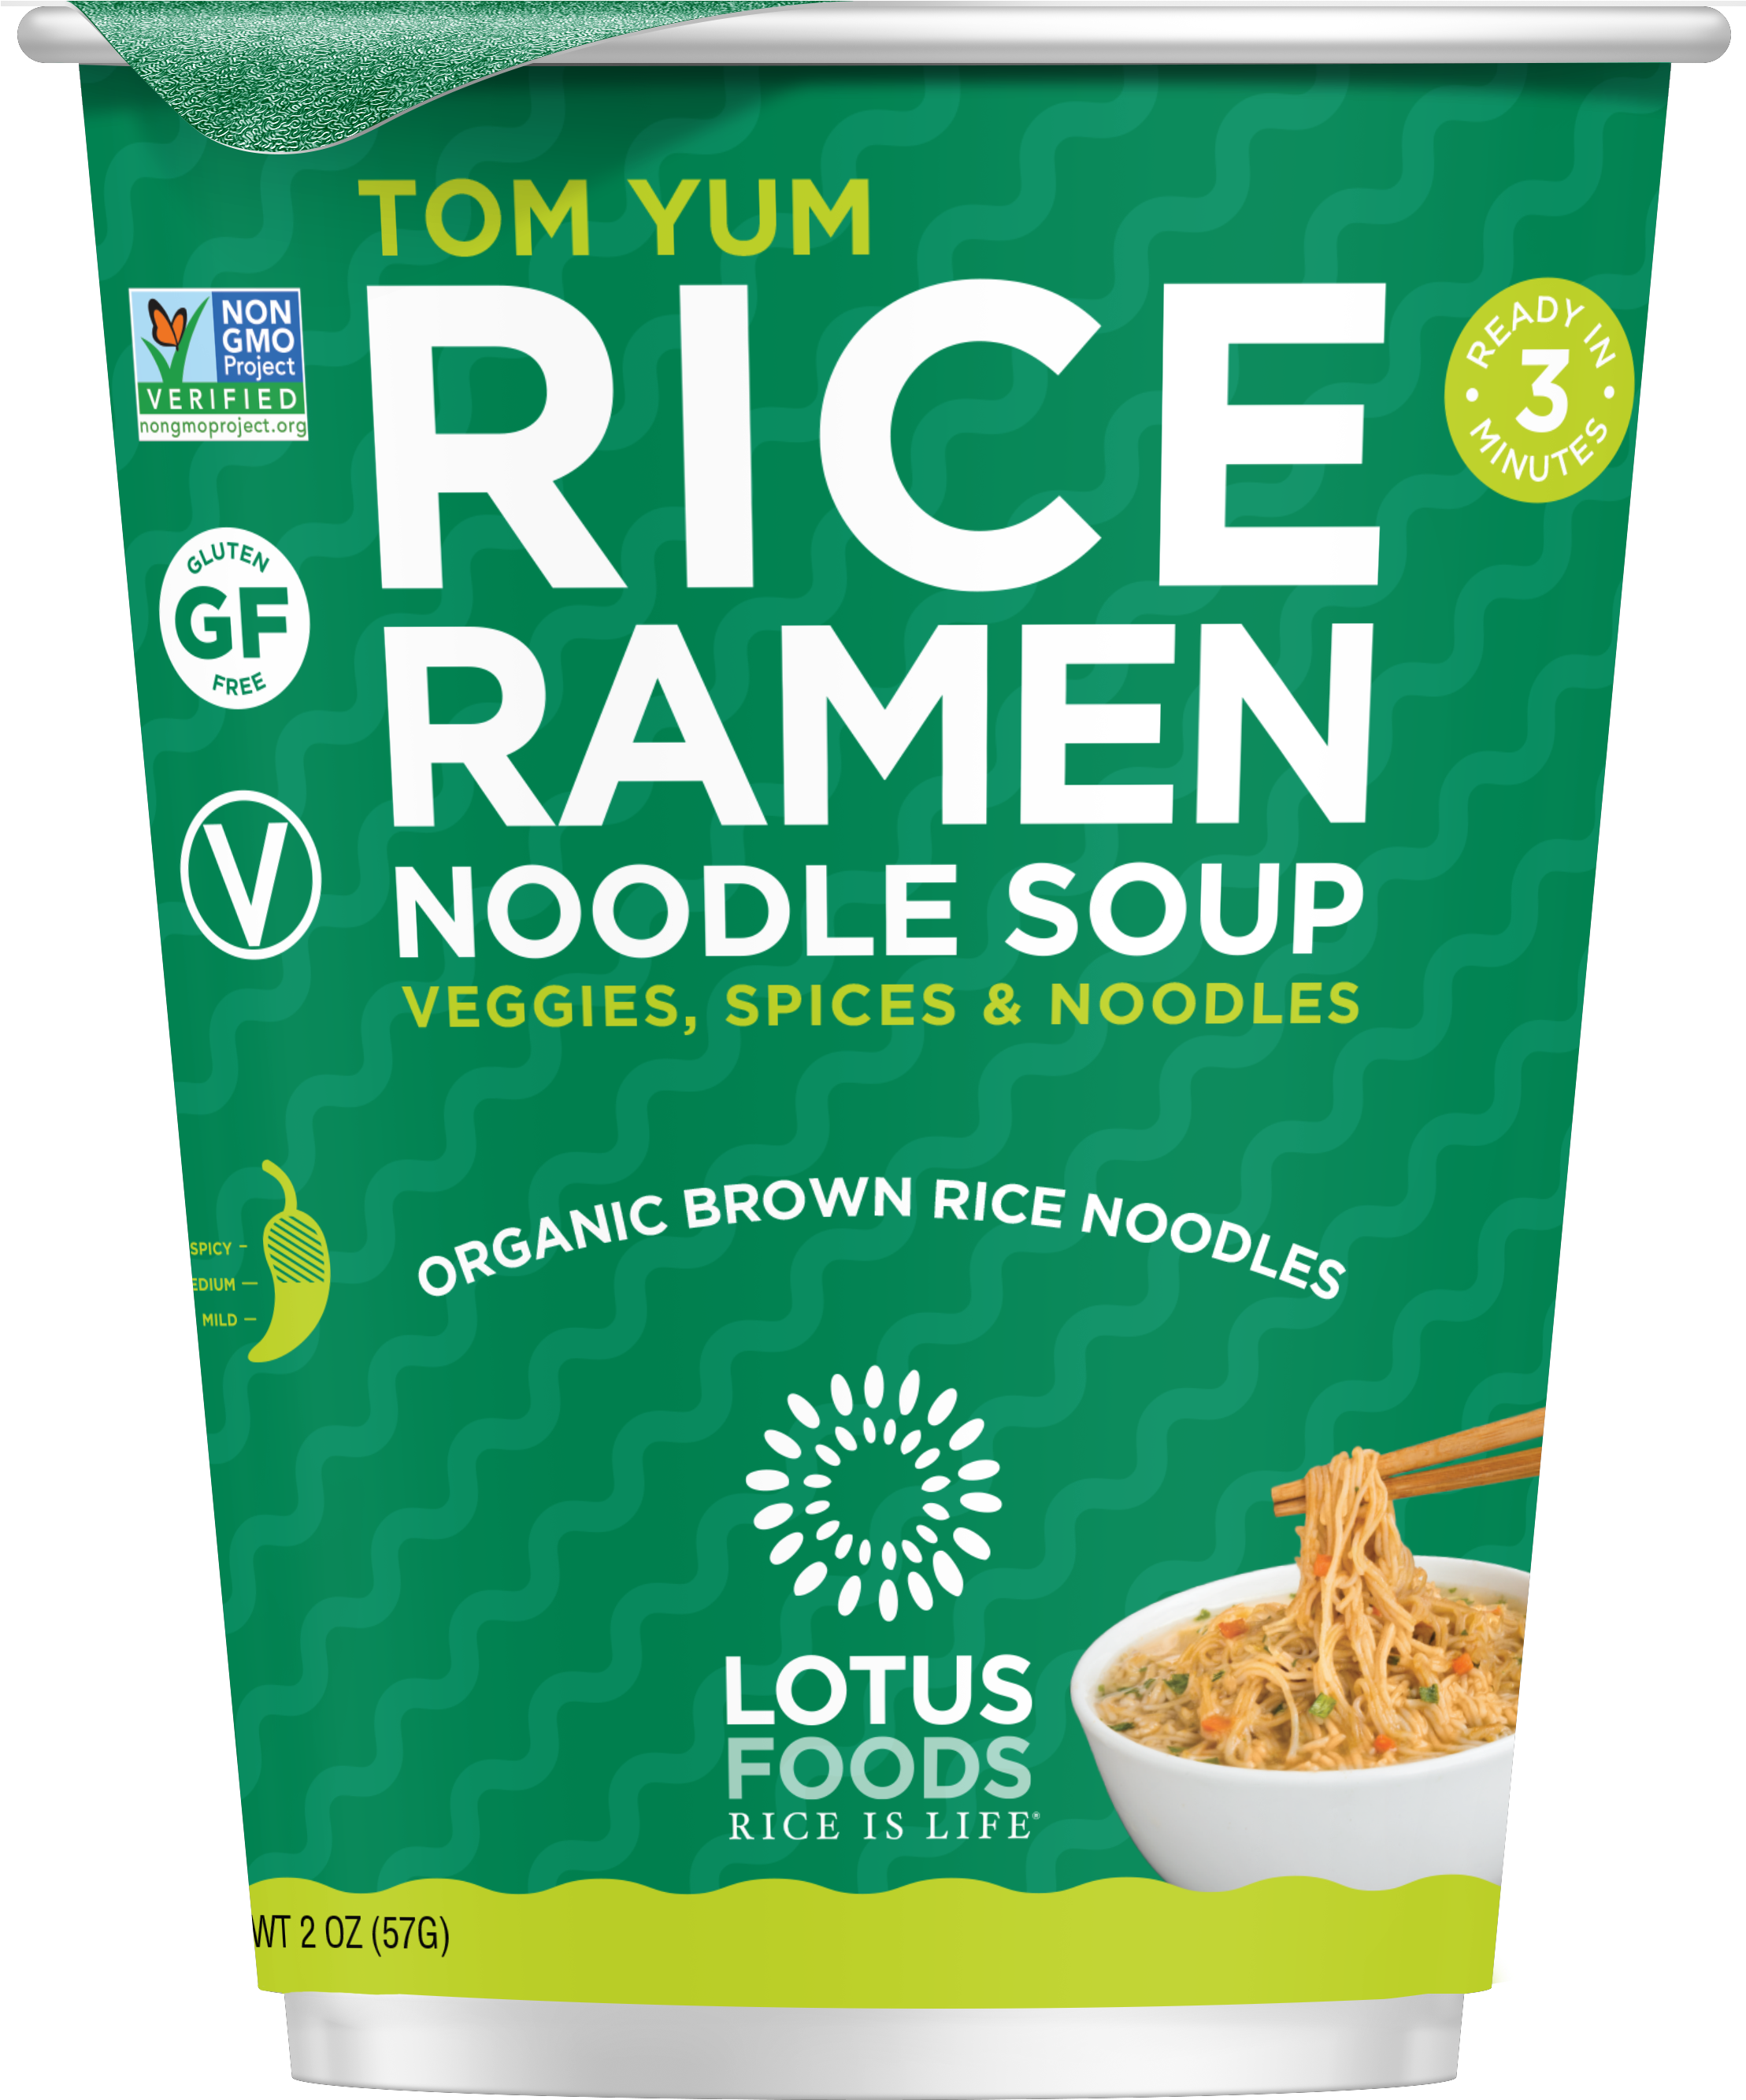 TOM YUM
RICE
RAMEN
NOODLE SOUP
VEGGIES, SPICES & NOODLES
NON
GMO
Project
VERIFIED
nongmoproject.org
READY IN
3
MINUTES
GLUTEN
GF
FREE
V
ORGANIC BROWN RICE NOODLES
SPICY
EDIUM
MILD
LOTUS
FOODS
RICE IS LIFE®
WT 2 OZ (57G)